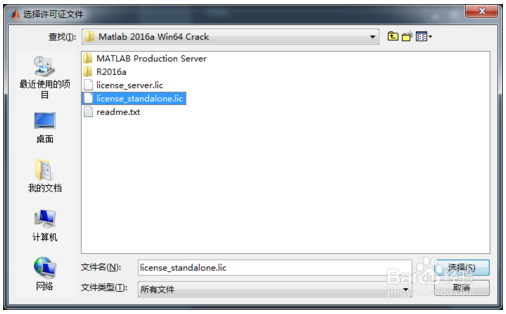 选择许可证文件
查找(I):
Matlab 2016a Win64 Crack
MATLAB Production Server
R2016a
license_server.lic
license_standalone.lic
readme.txt
最近使用的项
目
桌面
我的文档
计算机
网络
文件名(N):
license_standalone.lic
选择(S)
文件类型(T):
所有文件
取消
Bai
百科